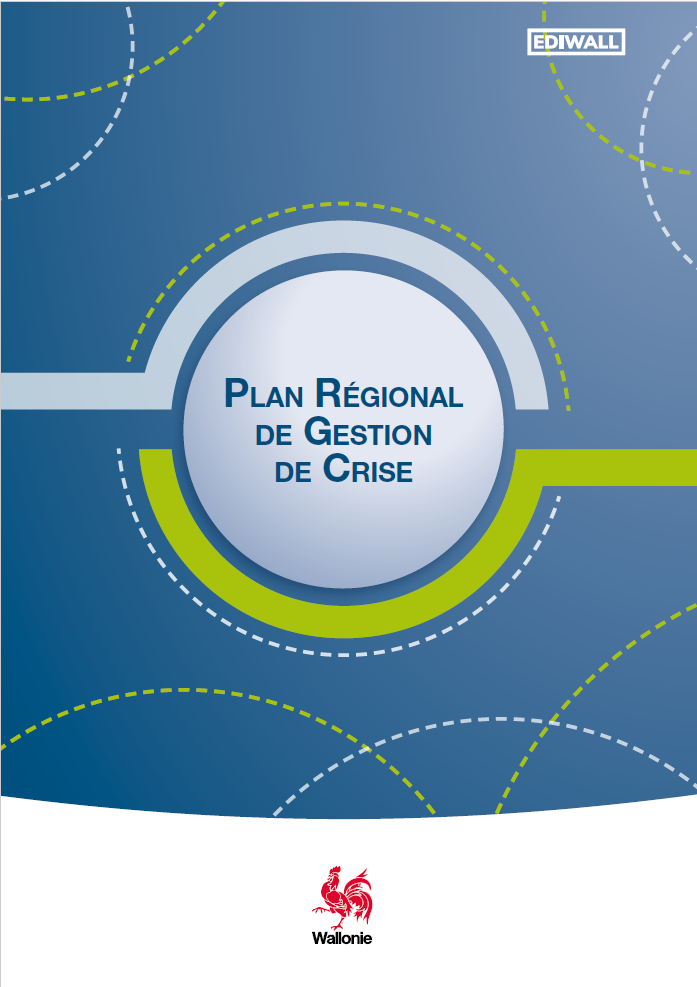 EDIWALL
PLAN RÉGIONAL
DE GESTION
DE CRISE
Wallonie